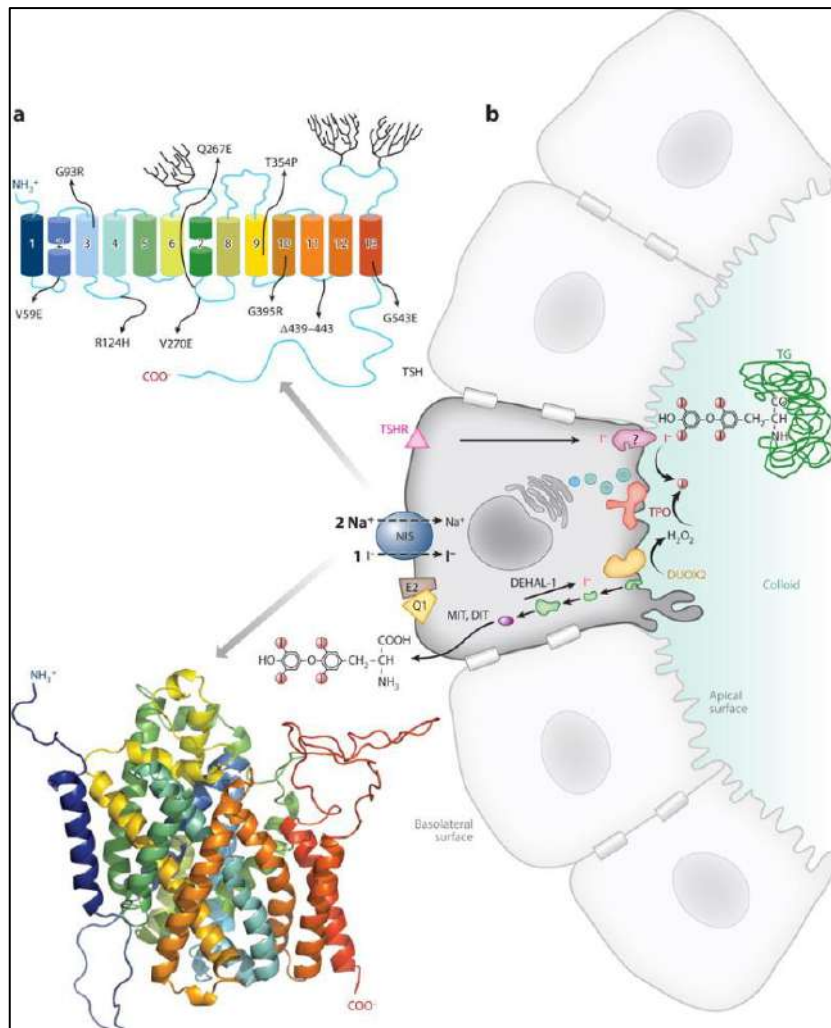 a
b
Q267E
G93R
T354P
NH₃⁺
1
2
3
4
5
6
7
8
9
10
11
12
13
V59E
R124H
V270E
G395R
Δ439–443
G543E
COO⁻
TSH
TG
TSHR
I⁻
?
I⁻
HO
O
CH₂
CH
CO
NH
I
I
I
I
I
TPO
H₂O₂
2 Na⁺
Na⁺
NIS
1 I⁻
I⁻
DUOX2
DEHAL-1
I⁻
E2
Q1
MIT, DIT
Colloid
COOH
HO
O
CH₂
CH
NH₃
I
I
I
I
Apical
surface
NH₃⁺
Basolateral
surface
COO⁻